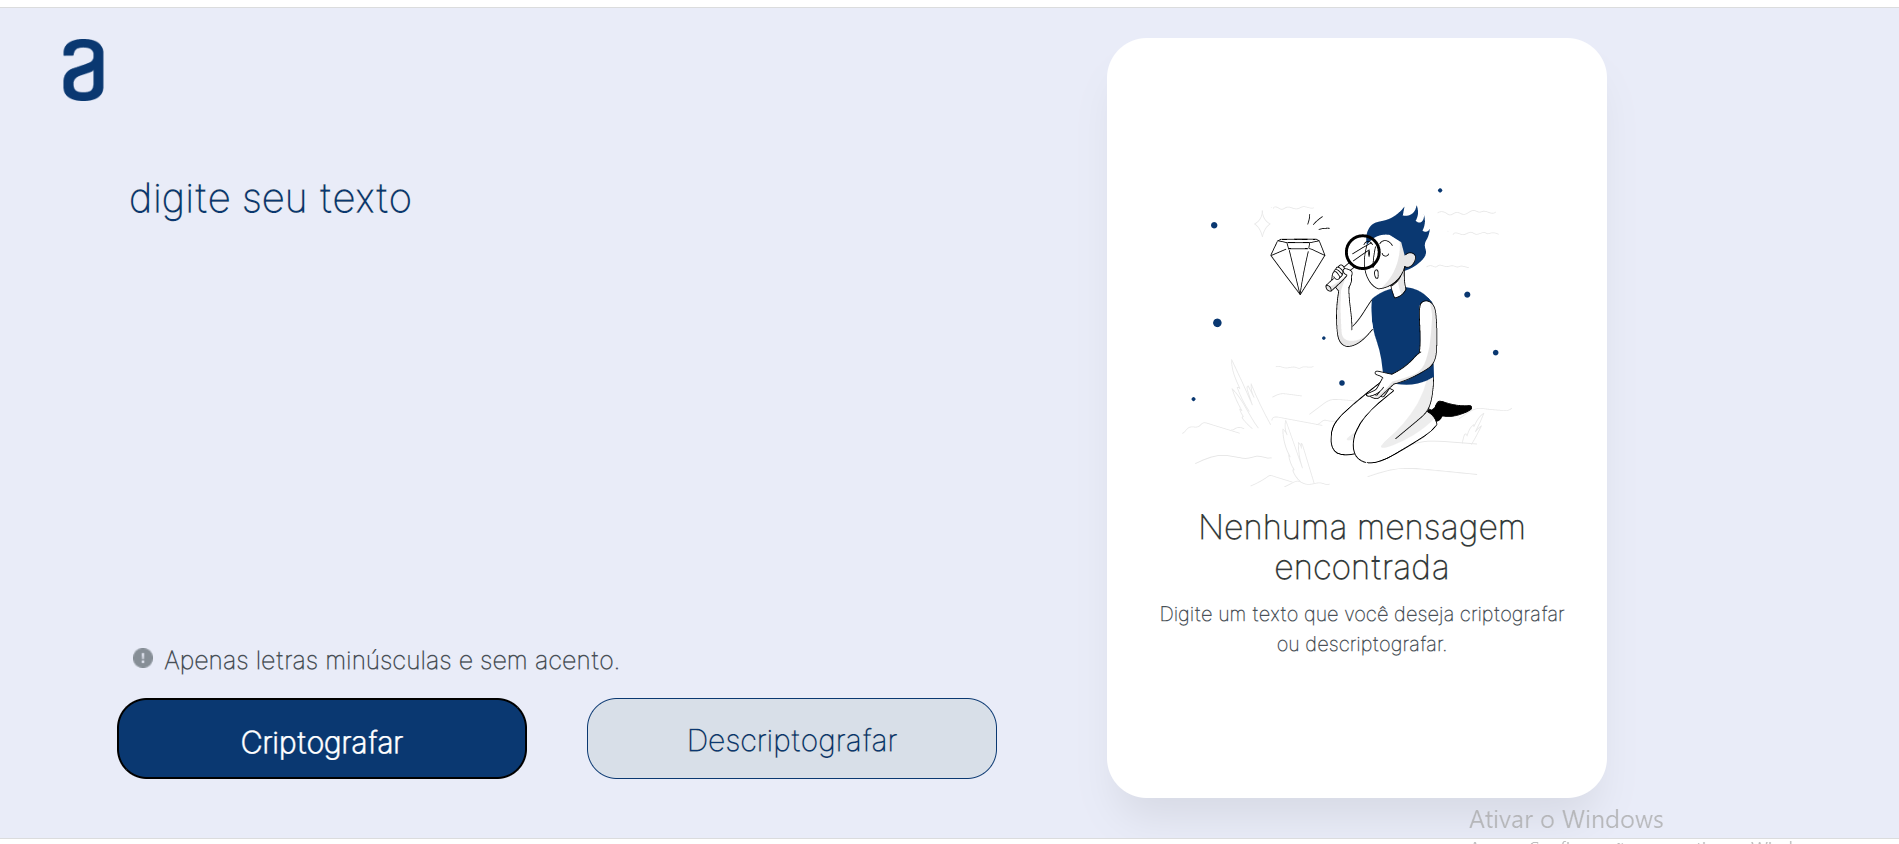 a
digite seu texto
Apenas letras minúsculas e sem acento.
Criptografar
Descriptografar
Nenhuma mensagem
encontrada
Digite um texto que você deseja criptografar
ou descriptografar.
Ativar o Windows